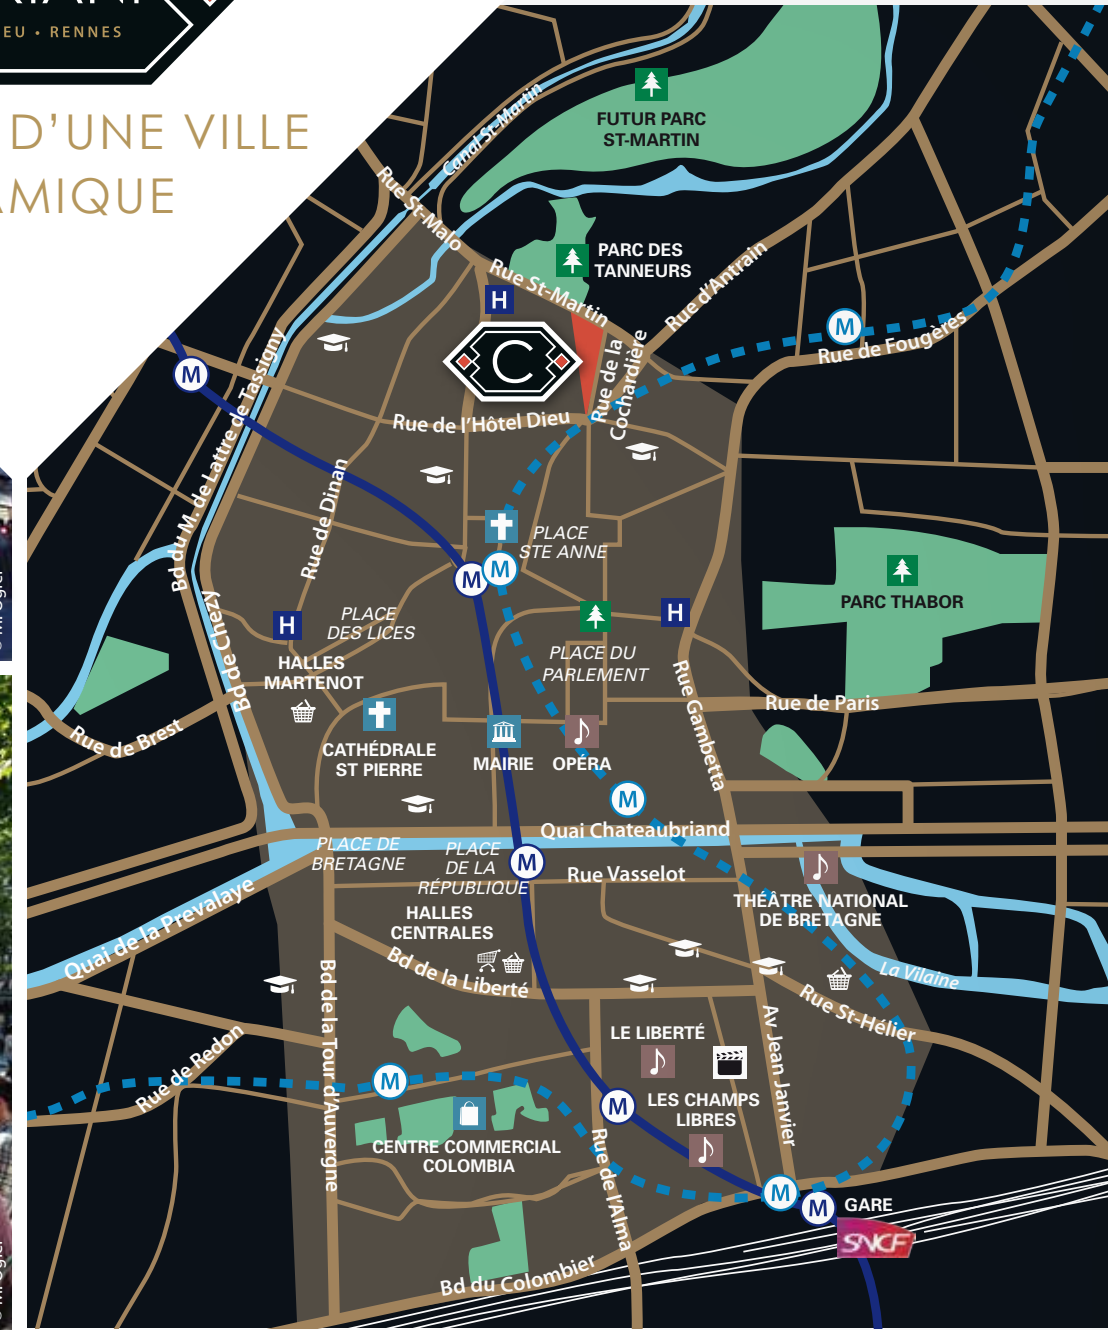 EU • RENNES
D’UNE VILLE
AMIQUE
Canal St-Martin
FUTUR PARC
ST-MARTIN
Rue St-Malo
PARC DES
TANNEURS
Rue St-Martin
Rue d’Antrain
H
M
Rue de Fougères
C
Rue de la
Cochardière
M
Bd du M. de Lattre de Tassigny
Rue de l’Hôtel Dieu
Rue de Dinan
PLACE
STE ANNE
M
M
PARC THABOR
Bd de Chezy
H
PLACE
DES LICES
H
HALLES
MARTENOT
PLACE DU
PARLEMENT
Rue Gambetta
Rue de Paris
Rue de Brest
CATHÉDRALE
ST PIERRE
MAIRIE
OPÉRA
M
Quai Chateaubriand
PLACE DE
BRETAGNE
PLACE
DE LA
RÉPUBLIQUE
M
Rue Vasselot
THÉÂTRE NATIONAL
DE BRETAGNE
Quai de la Prevalaye
HALLES
CENTRALES
Bd de la Liberté
La Vilaine
Rue St-Hélier
Bd de la Tour d’Auvergne
Av Jean Janvier
LE LIBERTÉ
Rue de Redon
M
M
LES CHAMPS
LIBRES
CENTRE COMMERCIAL
COLOMBIA
Rue de l’Alma
M
M
GARE
SNCF
Bd du Colombier